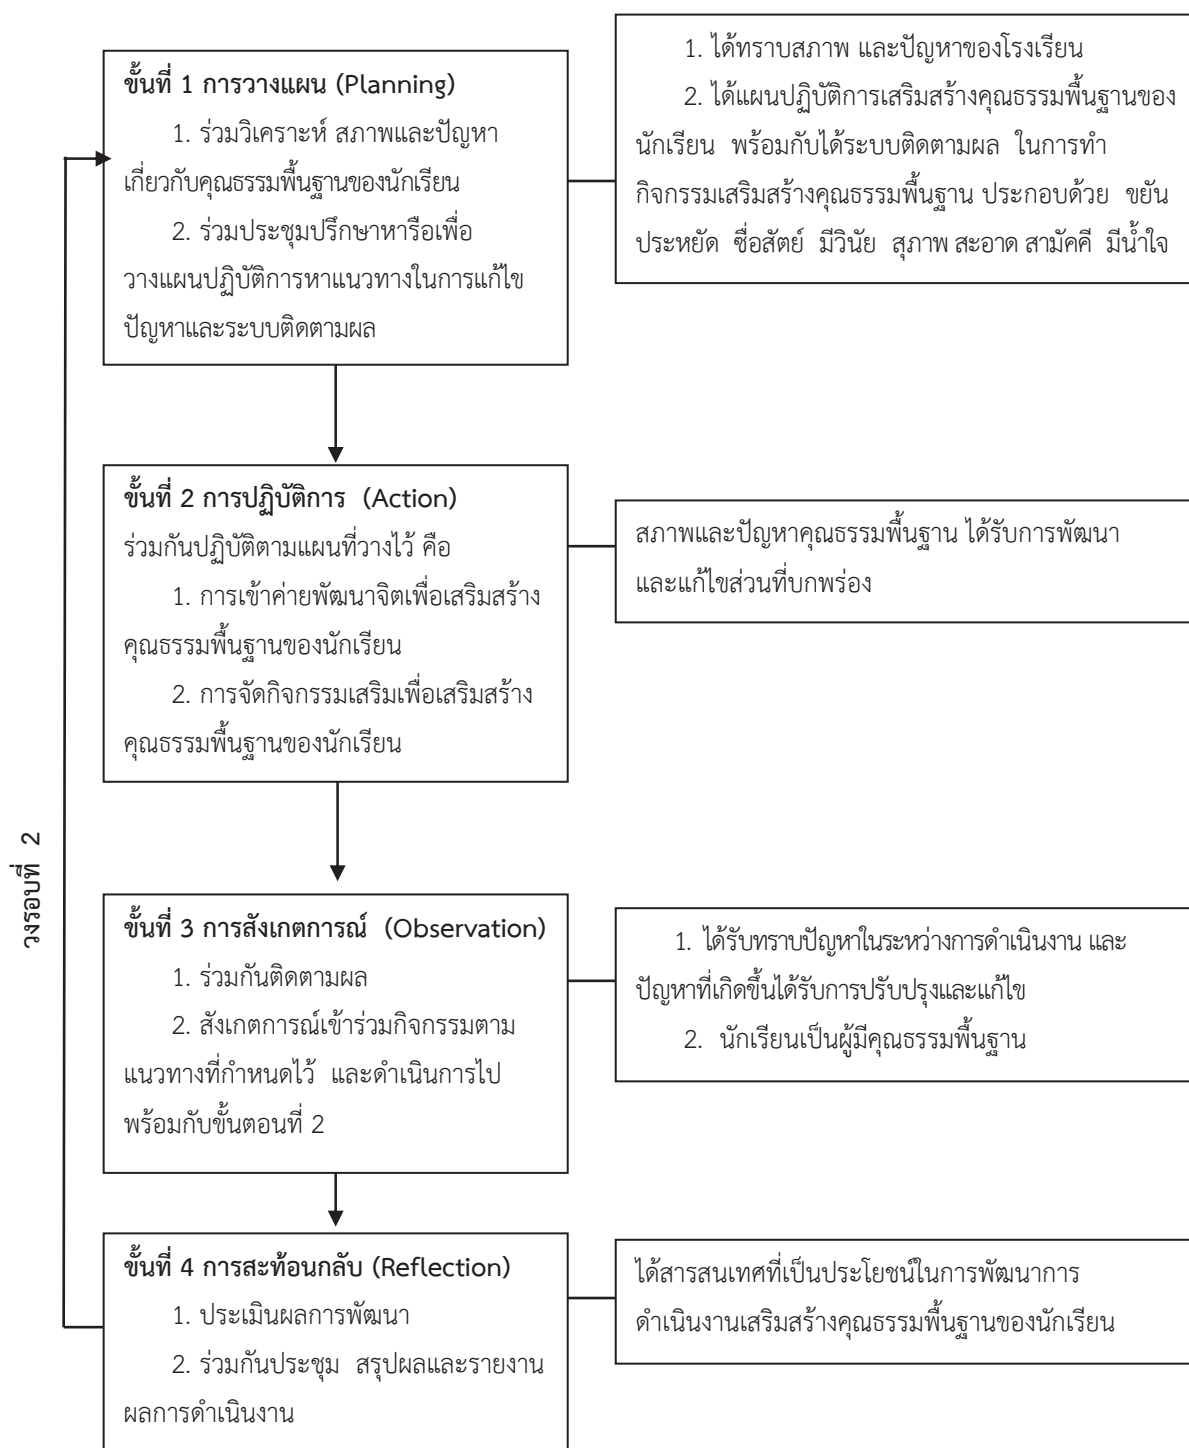 ขั้นที่ 1 การวางแผน (Planning)
1. ร่วมวิเคราะห์ สภาพและปัญหา
เกี่ยวกับคุณธรรมพื้นฐานของนักเรียน
2. ร่วมประชุมปรึกษาหารือเพื่อ
วางแผนปฏิบัติการหาแนวทางในการแก้ไข
ปัญหาและระบบติดตามผล
1. ได้ทราบสภาพ และปัญหาของโรงเรียน
2. ได้แผนปฏิบัติการเสริมสร้างคุณธรรมพื้นฐานของ
นักเรียน พร้อมกับได้ระบบติดตามผล ในการทำ
กิจกรรมเสริมสร้างคุณธรรมพื้นฐาน ประกอบด้วย ขยัน
ประหยัด ซื่อสัตย์ มีวินัย สุภาพ สะอาด สามัคคี มีน้ำใจ
ขั้นที่ 2 การปฏิบัติการ (Action)
ร่วมกันปฏิบัติตามแผนที่วางไว้ คือ
1. การเข้าค่ายพัฒนาจิตเพื่อเสริมสร้าง
คุณธรรมพื้นฐานของนักเรียน
2. การจัดกิจกรรมเสริมเพื่อเสริมสร้าง
คุณธรรมพื้นฐานของนักเรียน
สภาพและปัญหาคุณธรรมพื้นฐาน ได้รับการพัฒนา
และแก้ไขส่วนที่บกพร่อง
วงรอบที่ 2
ขั้นที่ 3 การสังเกตการณ์ (Observation)
1. ร่วมกันติดตามผล
2. สังเกตการณ์เข้าร่วมกิจกรรมตาม
แนวทางที่กำหนดไว้ และดำเนินการไป
พร้อมกับขั้นตอนที่ 2
1. ได้รับทราบปัญหาในระหว่างการดำเนินงาน และ
ปัญหาที่เกิดขึ้นได้รับการปรับปรุงและแก้ไข
2. นักเรียนเป็นผู้มีคุณธรรมพื้นฐาน
ขั้นที่ 4 การสะท้อนกลับ (Reflection)
1. ประเมินผลการพัฒนา
2. ร่วมกันประชุม สรุปผลและรายงาน
ผลการดำเนินงาน
ได้สารสนเทศที่เป็นประโยชน์ในการพัฒนาการ
ดำเนินงานเสริมสร้างคุณธรรมพื้นฐานของนักเรียน